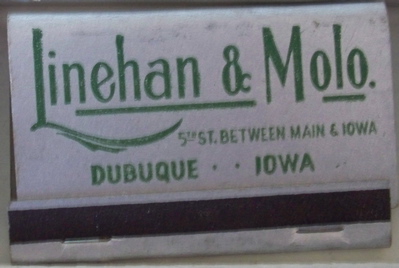 Linehan & Molo.
5TH ST. BETWEEN MAIN & IOWA
DUBUQUE · · IOWA